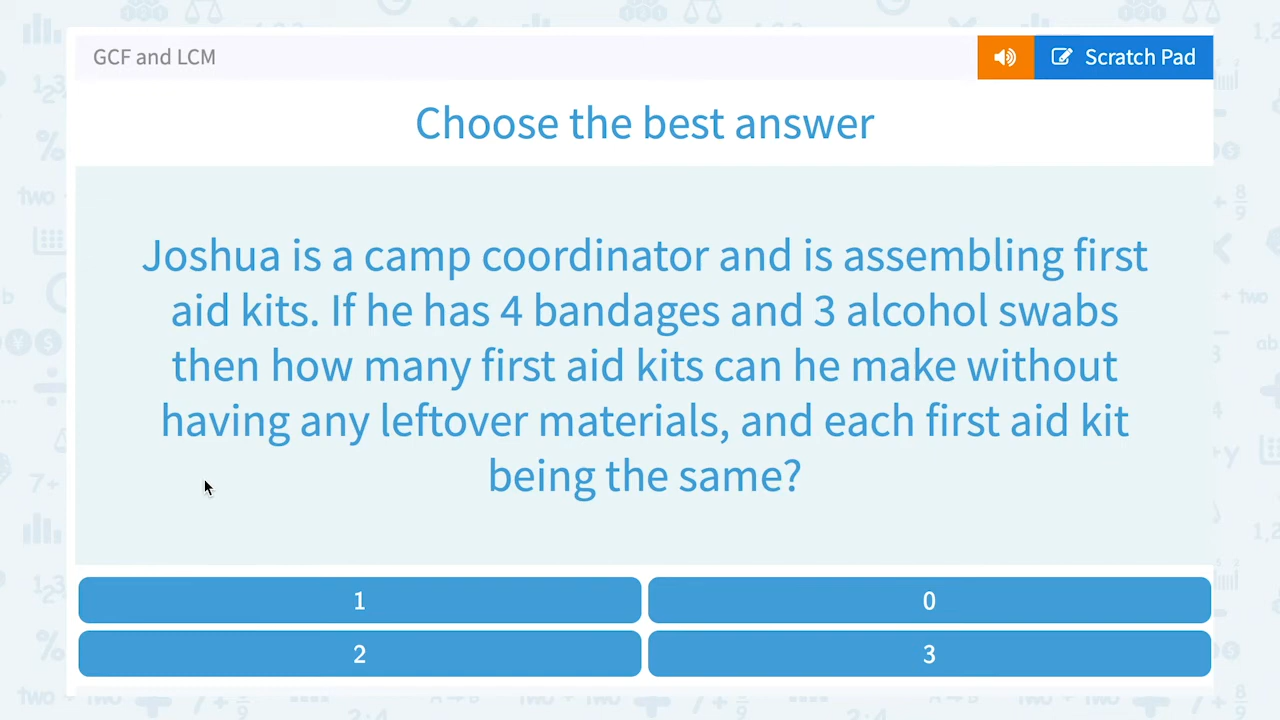 GCF and LCM
Scratch Pad
Choose the best answer
Joshua is a camp coordinator and is assembling first
aid kits. If he has 4 bandages and 3 alcohol swabs
then how many first aid kits can he make without
having any leftover materials, and each first aid kit
being the same?
1
0
2
3